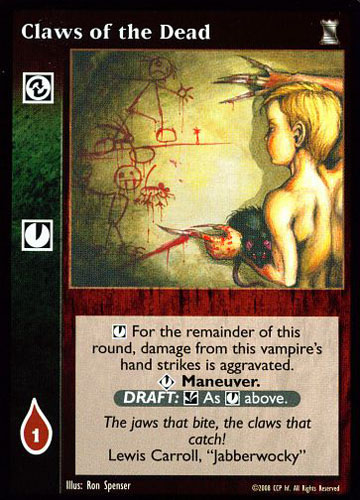 Claws of the Dead
For the remainder of this
round, damage from this vampire's
hand strikes is aggravated.
Maneuver.
DRAFT: As above.
The jaws that bite, the claws that
catch!
Lewis Carroll, "Jabberwocky"
1
Illus: Ron Spenser
©2008 CCP hf. All Rights Reserved